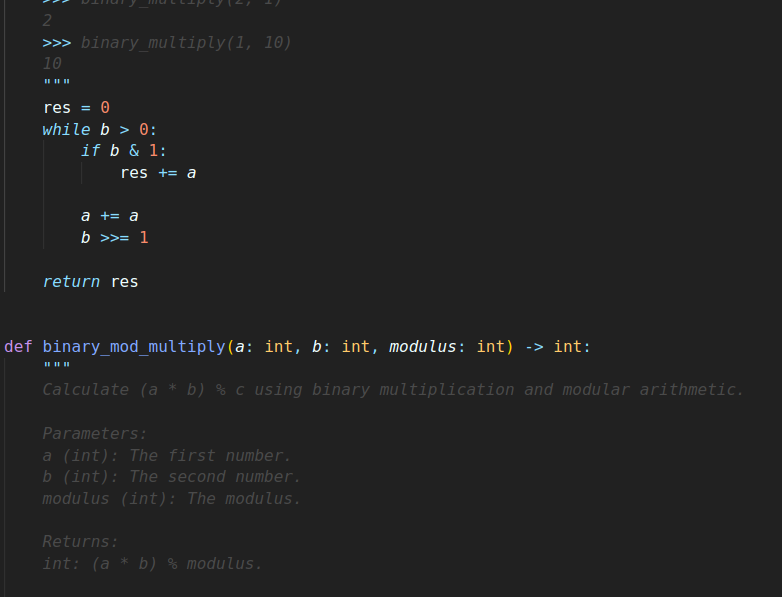 >>> binary_multiply(2, 1)
2
>>> binary_multiply(1, 10)
10
"""
res = 0
while b > 0:
if b & 1:
res += a
a += a
b >>= 1
return res
def binary_mod_multiply(a: int, b: int, modulus: int) -> int:
"""
Calculate (a * b) % c using binary multiplication and modular arithmetic.
Parameters:
a (int): The first number.
b (int): The second number.
modulus (int): The modulus.
Returns:
int: (a * b) % modulus.